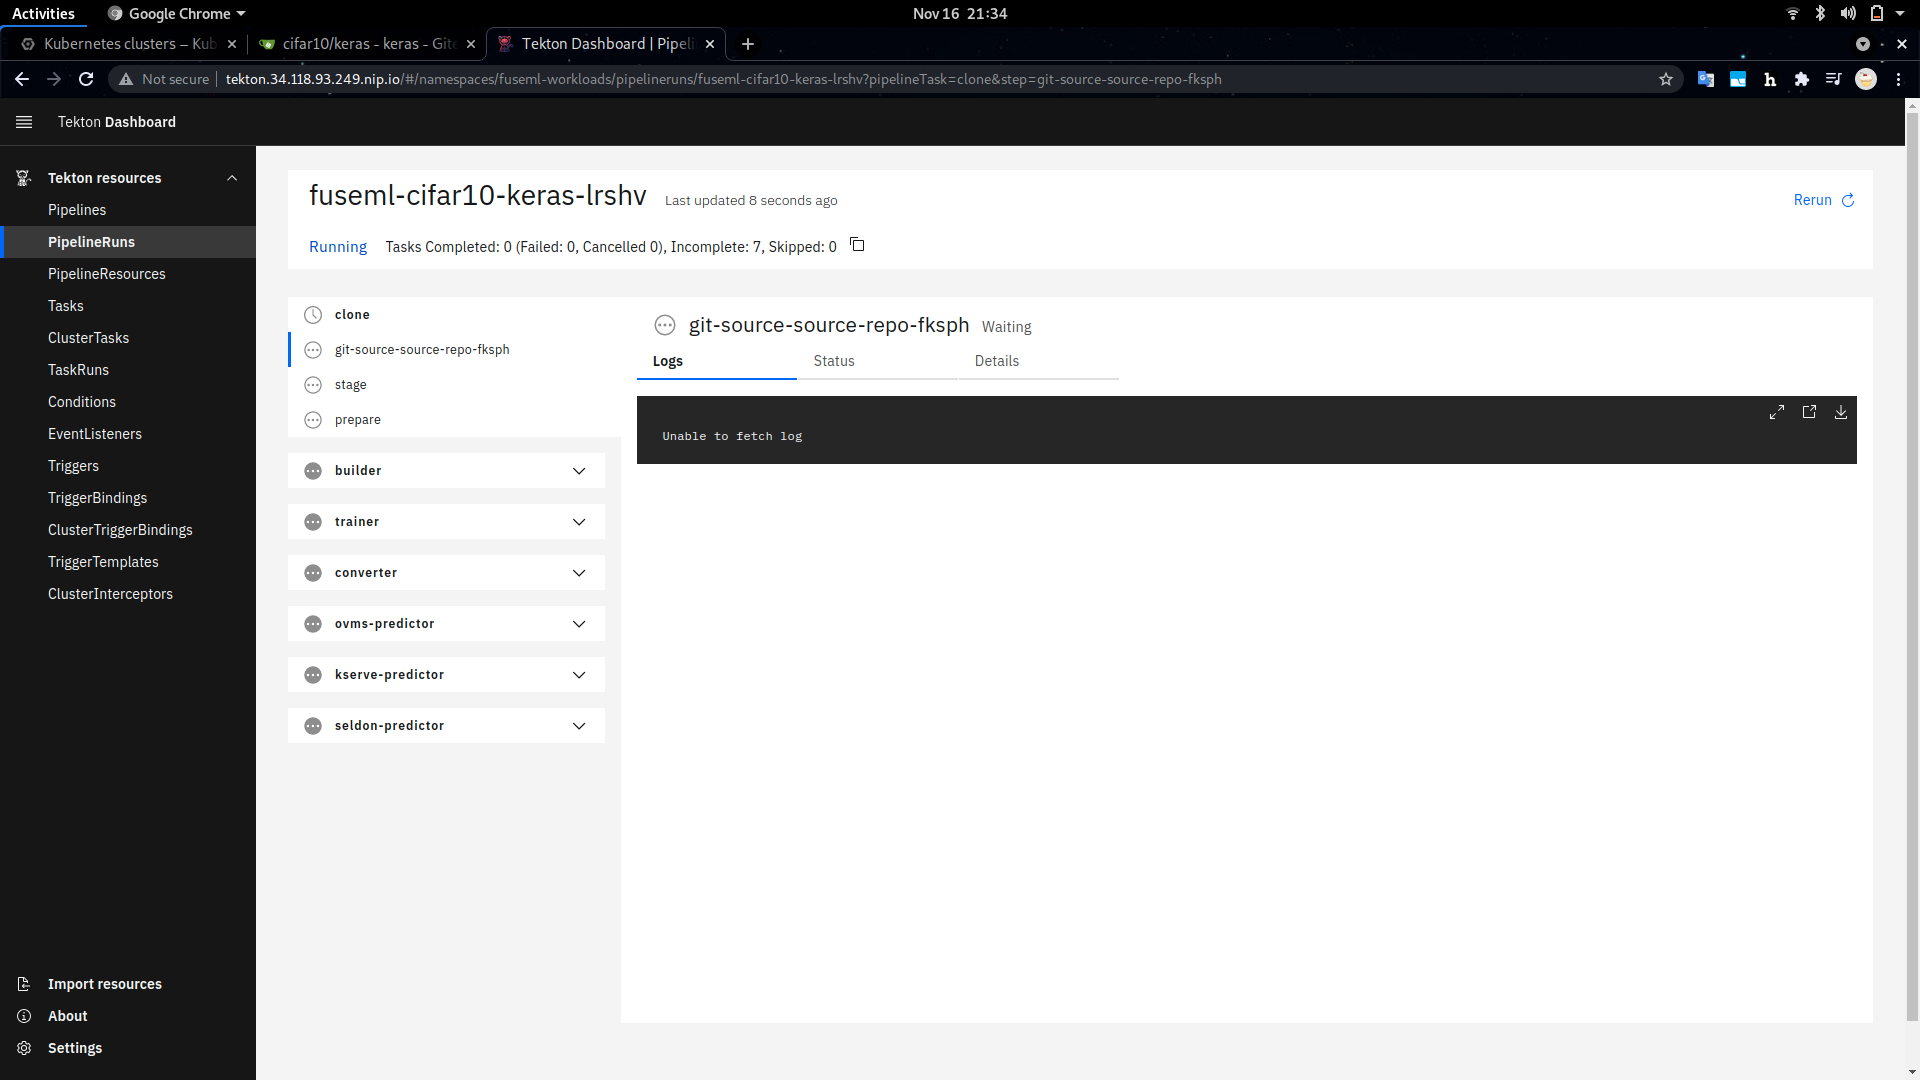 Activities
Google Chrome
Nov 16 21:34
Kubernetes clusters – Kub
cifar10/keras - keras - Gite
Tekton Dashboard | Pipeli
Not secure
tekton.34.118.93.249.nip.io/#/namespaces/fuseml-workloads/pipelineruns/fuseml-cifar10-keras-lrshv?pipelineTask=clone&step=git-source-source-repo-fksph
Tekton Dashboard
Tekton resources
Pipelines
PipelineRuns
PipelineResources
Tasks
ClusterTasks
TaskRuns
Conditions
EventListeners
Triggers
TriggerBindings
ClusterTriggerBindings
TriggerTemplates
ClusterInterceptors
Import resources
About
Settings
fuseml-cifar10-keras-lrshv Last updated 8 seconds ago
Rerun
Running Tasks Completed: 0 (Failed: 0, Cancelled 0), Incomplete: 7, Skipped: 0
clone
git-source-source-repo-fksph
stage
prepare
builder
trainer
converter
ovms-predictor
kserve-predictor
seldon-predictor
git-source-source-repo-fksph Waiting
Logs Status Details
Unable to fetch log